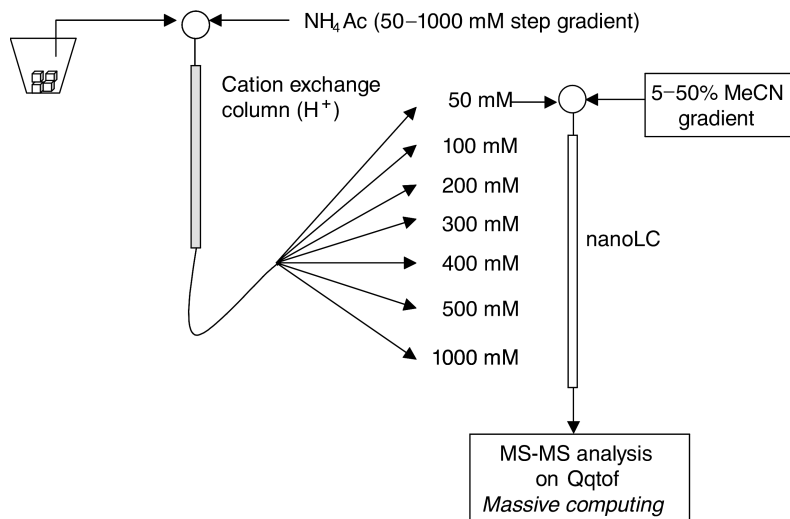 NH₄Ac (50–1000 mM step gradient)
Cation exchange
column (H⁺)
50 mM
100 mM
200 mM
300 mM
400 mM
500 mM
1000 mM
5–50% MeCN
gradient
nanoLC
MS-MS analysis
on Qqtof
Massive computing